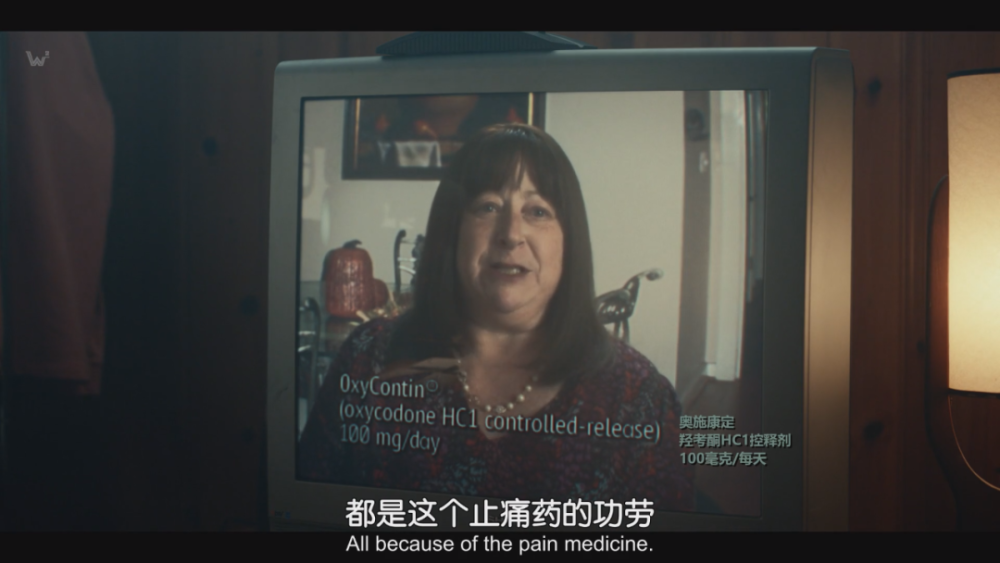 W
OxyContin®
(oxycodone HC1 controlled-release)
100 mg/day
奥施康定
羟考酮HC1控释剂
100毫克/每天
都是这个止痛药的功劳
All because of the pain medicine.